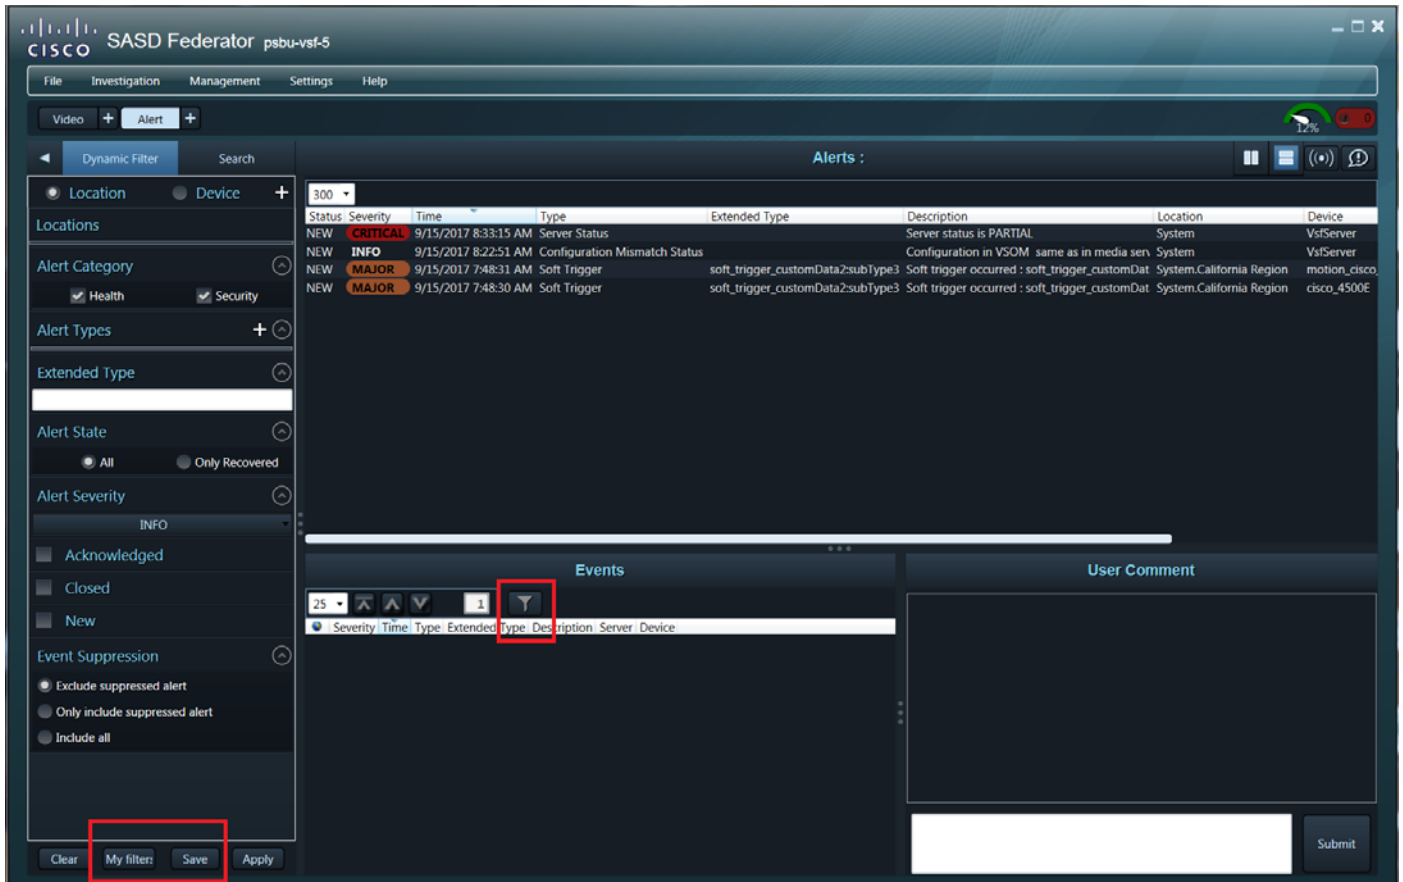 CISCO SASD Federator psbu-vsf-5
File Investigation Management Settings Help
Video + Alert +
12% 0
Dynamic Filter Search Alerts :
Location Device +
300
Locations
Status Severity Time Type Extended Type Description Location Device
NEW CRITICAL 9/15/2017 8:33:15 AM Server Status Server status is PARTIAL System VsfServer
NEW INFO 9/15/2017 8:22:51 AM Configuration Mismatch Status Configuration in VSOM same as in media serv System VsfServer
NEW MAJOR 9/15/2017 7:48:31 AM Soft Trigger soft_trigger_customData2:subType3 Soft trigger occurred : soft_trigger_customDat System.California Region motion_cisco_
NEW MAJOR 9/15/2017 7:48:30 AM Soft Trigger soft_trigger_customData2:subType3 Soft trigger occurred : soft_trigger_customDat System.California Region cisco_4500E
Alert Category
Health Security
Alert Types +
Extended Type
Alert State
All Only Recovered
Alert Severity
INFO
Acknowledged
Closed
New
Event Suppression
Exclude suppressed alert
Only include suppressed alert
Include all
Clear My filter: Save Apply
Events
25 1
Severity Time Type Extended Type Description Server Device
User Comment
Submit